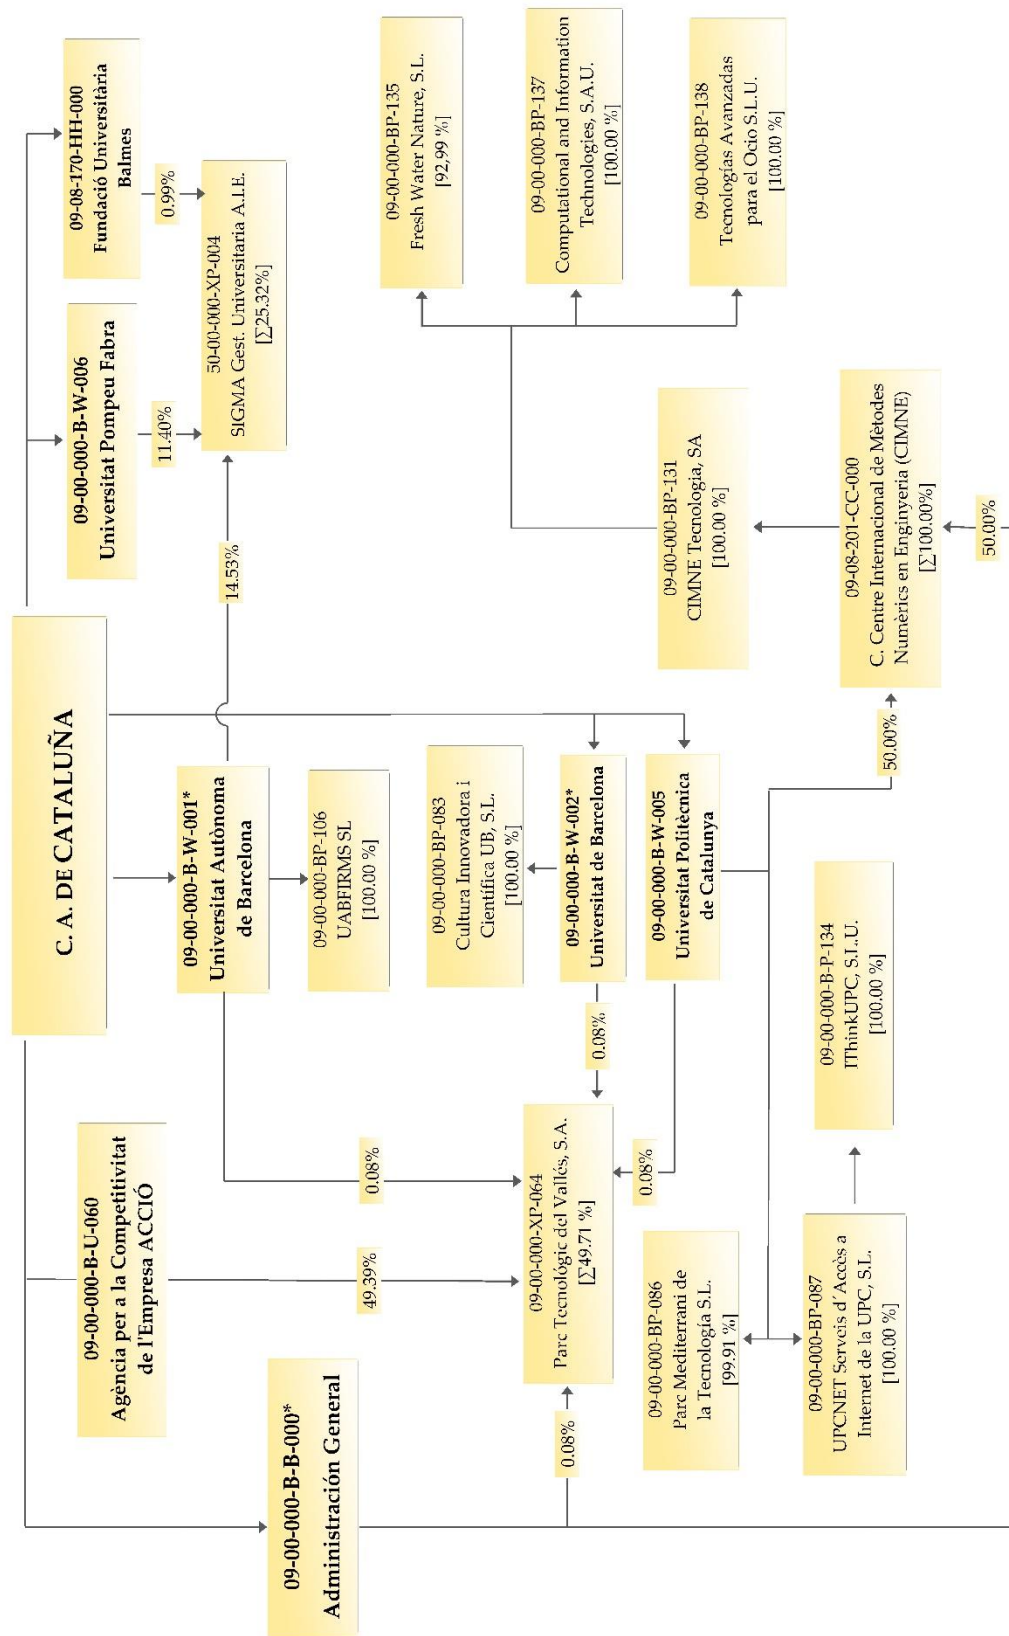 C. A. DE CATALUÑA
09-00-000-B-B-000*
Administración General
09-00-000-B-U-060
Agència per a la Competitivitat
de l'Empresa ACCIÓ
09-00-000-B-W-001*
Universitat Autònoma
de Barcelona
09-00-000-B-W-006
Universitat Pompeu Fabra
09-08-170-HH-000
Fundació Universitària
Balmes
49.39%
0.08%
14.53%
11.40%
0.99%
50-00-000-XP-004
SIGMA Gest. Universitaria A.I.E.
[∑25.32%]
09-00-000-BP-106
UABFIRMS SL
[100.00 %]
09-00-000-BP-083
Cultura Innovadora i
Científica UB, S.L.
[100.00 %]
0.08%
09-00-000-XP-064
Parc Tecnológic del Vallés, S.A.
[∑49.71 %]
0.08%
09-00-000-B-W-002*
Universitat de Barcelona
0.08%
09-00-000-B-W-005
Universitat Politècnica
de Catalunya
09-00-000-BP-086
Parc Mediterrani de
la Tecnología S.L.
[99.91 %]
09-00-000-BP-087
UPCNET Serveis d´Accès a
Internet de la UPC, S.L.
[100.00 %]
09-00-000-B-P-134
IThinkUPC, S.L.U.
[100.00 %]
50.00%
09-08-201-CC-000
C. Centre Internacional de Mètodes
Numèrics en Enginyeria (CIMNE)
[∑100.00%]
50.00%
09-00-000-BP-131
CIMNE Tecnologia, SA
[100.00 %]
09-00-000-BP-135
Fresh Water Nature, S.L.
[92,99 %]
09-00-000-BP-137
Computational and Information
Technologies, S.A.U.
[100.00 %]
09-00-000-BP-138
Tecnologías Avanzadas
para el Ocio S.L.U.
[100.00 %]